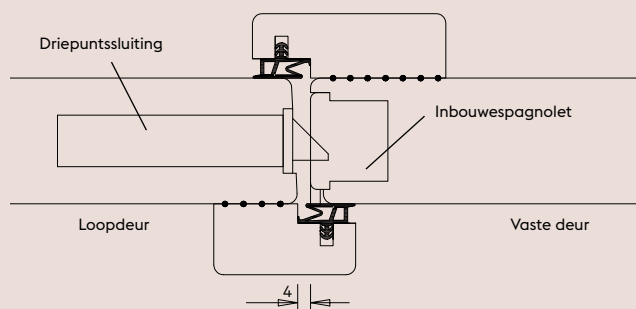 Driepuntssluiting
Inbouwespagnolet
Loopdeur
Vaste deur
4